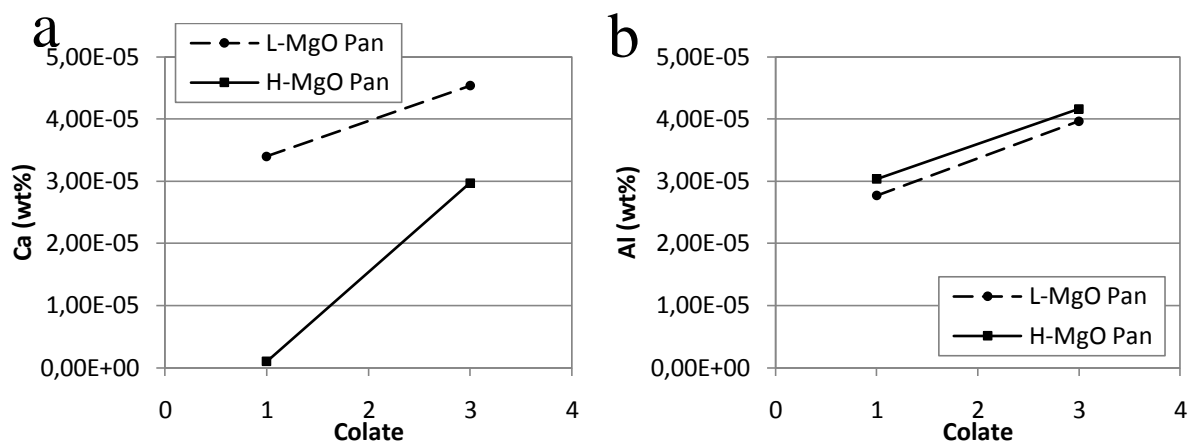 a
L-MgO Pan
H-MgO Pan
5,00E-05
4,00E-05
3,00E-05
2,00E-05
1,00E-05
0,00E+00
Ca (wt%)
0 1 2 3 4
Colate
b
5,00E-05
4,00E-05
3,00E-05
2,00E-05
1,00E-05
0,00E+00
Al (wt%)
L-MgO Pan
H-MgO Pan
0 1 2 3 4
Colate